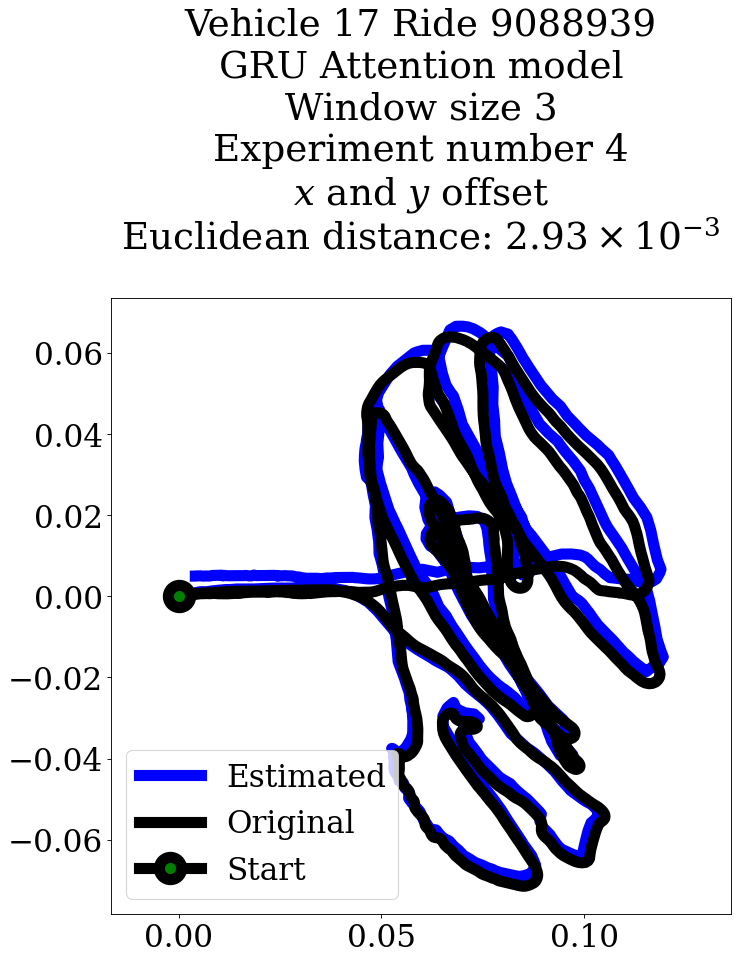 Vehicle 17 Ride 9088939
GRU Attention model
Window size 3
Experiment number 4
x and y offset
Euclidean distance: 2.93 × 10⁻³
0.06
0.04
0.02
0.00
−0.02
−0.04
−0.06
Estimated
Original
Start
0.00 0.05 0.10